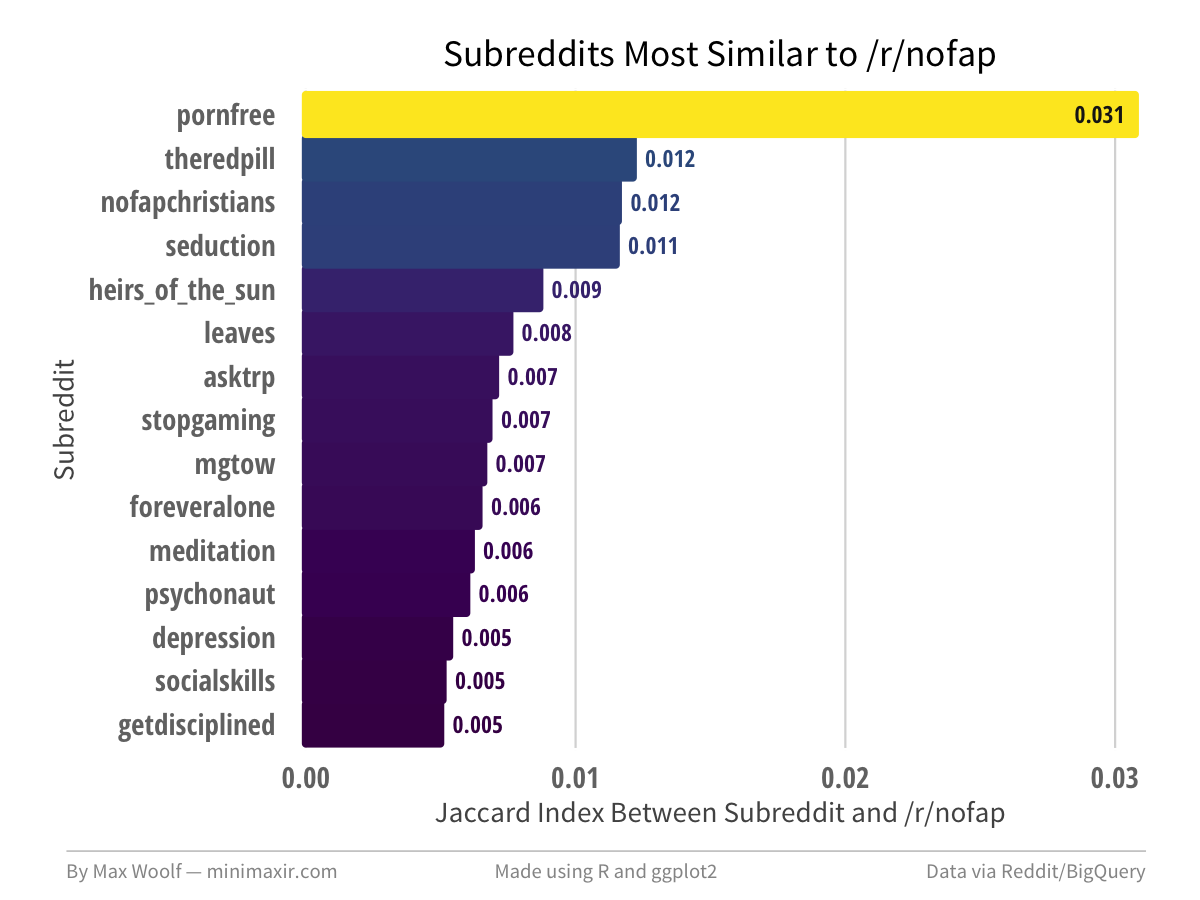 Subreddits Most Similar to /r/nofap
pornfree 0.031
theredpill 0.012
nofapchristians 0.012
seduction 0.011
heirs_of_the_sun 0.009
leaves 0.008
asktrp 0.007
stopgaming 0.007
mgtow 0.007
foreveralone 0.006
meditation 0.006
psychonaut 0.006
depression 0.005
socialskills 0.005
getdisciplined 0.005
Subreddit
0.00 0.01 0.02 0.03
Jaccard Index Between Subreddit and /r/nofap
By Max Woolf — minimaxir.com Made using R and ggplot2 Data via Reddit/BigQuery